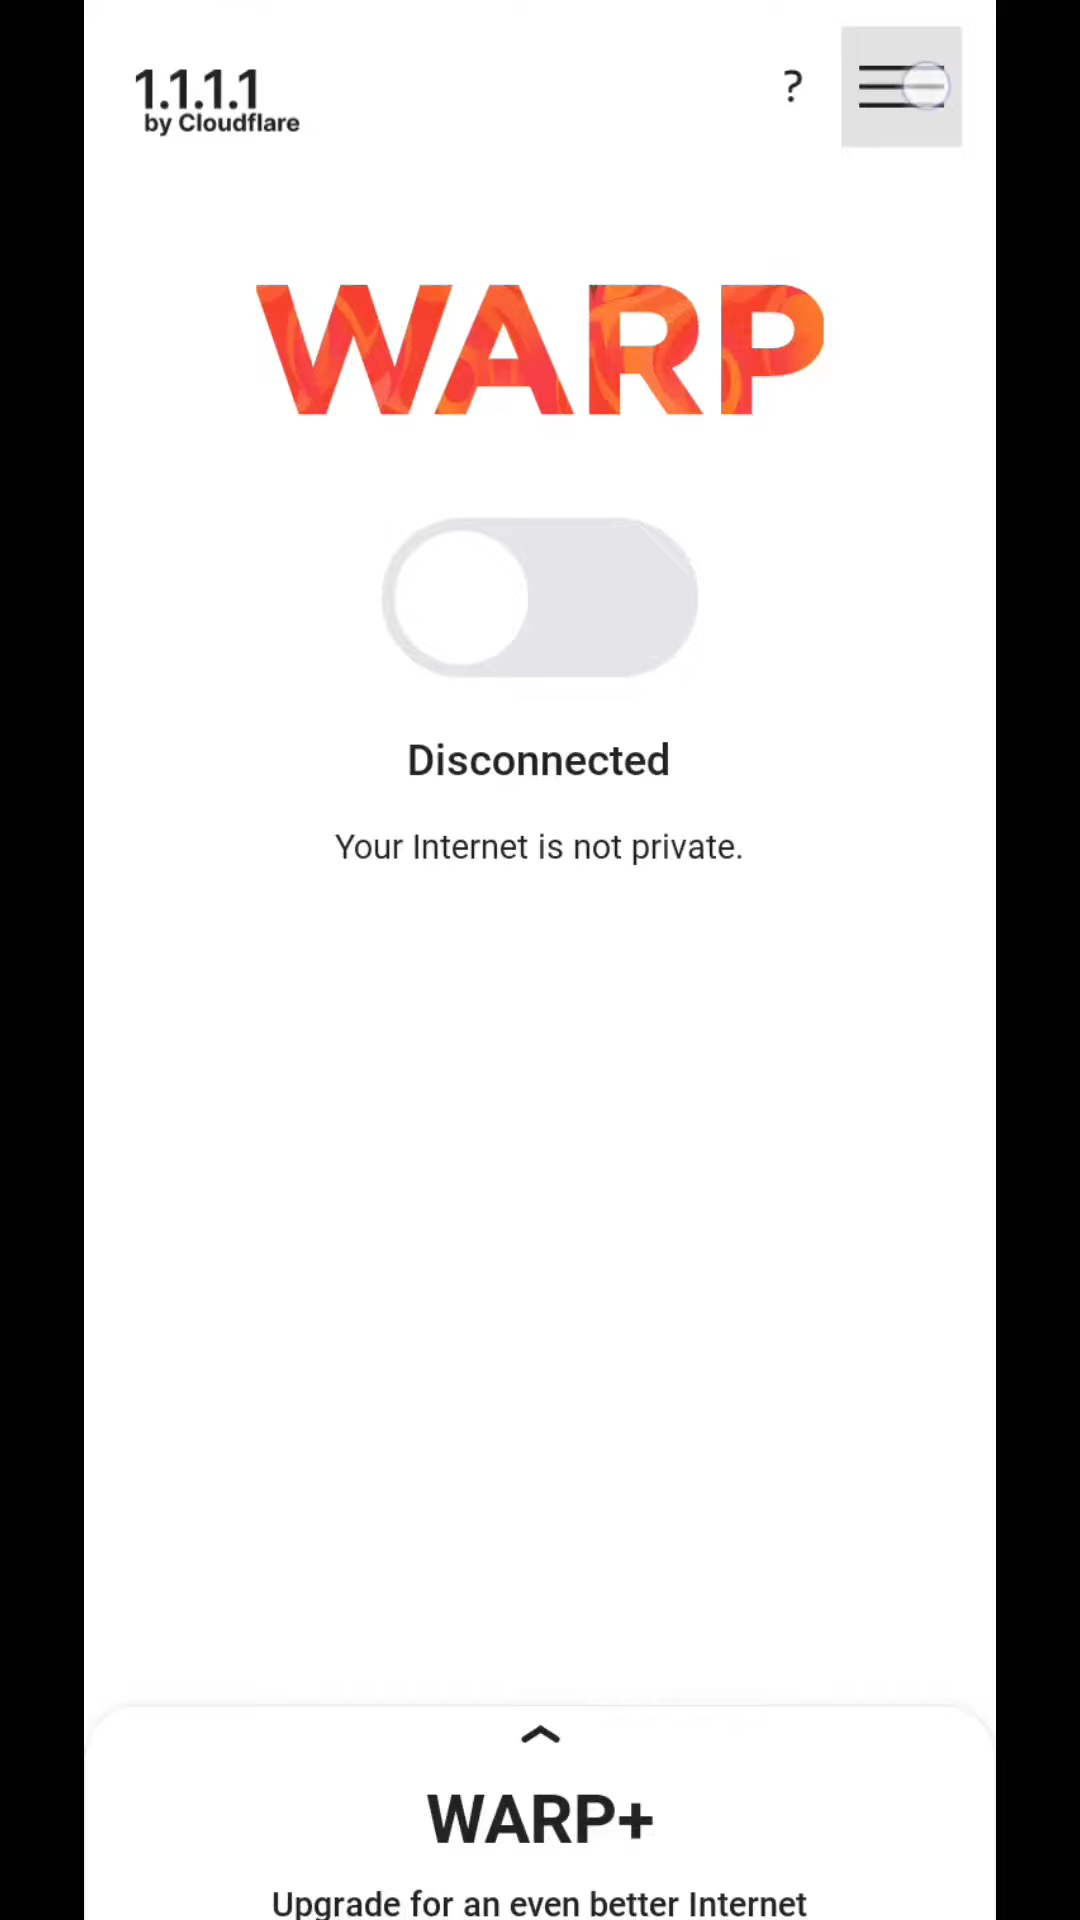 1.1.1.1
by Cloudflare
?
WARP
Disconnected
Your Internet is not private.
WARP+
Upgrade for an even better Internet